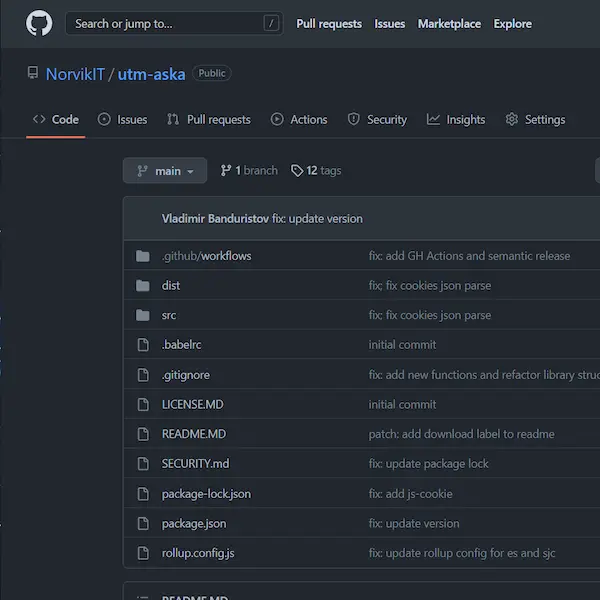 Search or jump to... / Pull requests Issues Marketplace Explore
NorvikIT / utm-aska Public
Code Issues Pull requests Actions Security Insights Settings
main 1 branch 12 tags
Vladimir Banduristov fix: update version
.github/workflows fix: add GH Actions and semantic release
dist fix; fix cookies json parse
src fix; fix cookies json parse
.babelrc initial commit
.gitignore fix: add new functions and refactor library struc
LICENSE.MD initial commit
README.MD patch: add download label to readme
SECURITY.md fix: update package lock
package-lock.json fix: add js-cookie
package.json fix: update version
rollup.config.js fix: update rollup config for es and sjc
README.MD